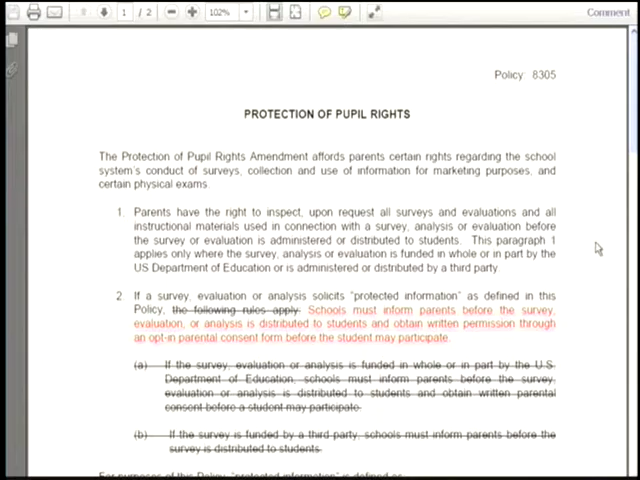 1 / 2
102%
Comment
Policy 8305
PROTECTION OF PUPIL RIGHTS
The Protection of Pupil Rights Amendment affords parents certain rights regarding the school
system's conduct of surveys, collection and use of information for marketing purposes, and
certain physical exams.
1. Parents have the right to inspect, upon request all surveys and evaluations and all
instructional materials used in connection with a survey, analysis or evaluation before
the survey or evaluation is administered or distributed to students. This paragraph 1
applies only where the survey, analysis or evaluation is funded in whole or in part by the
US Department of Education or is administered or distributed by a third party.
2 If a survey, evaluation or analysis solicits "protected information" as defined in this
Policy, the following rules apply. Schools must inform parents before the survey,
evaluation, or analysis is distributed to students and obtain written permission through
an opt-in parental consent form before the student may participate.
(a) If the survey, evaluation or analysis is funded in whole or in part by the U.S.
Department of Education, schools must inform parents before the survey,
evaluation or analysis is distributed to students and obtain written parental
consent before a student may participate.
(b) If the survey is funded by a third party, schools must inform parents before the
survey is distributed to students.
For purposes of this Policy, "protected information" is defined as